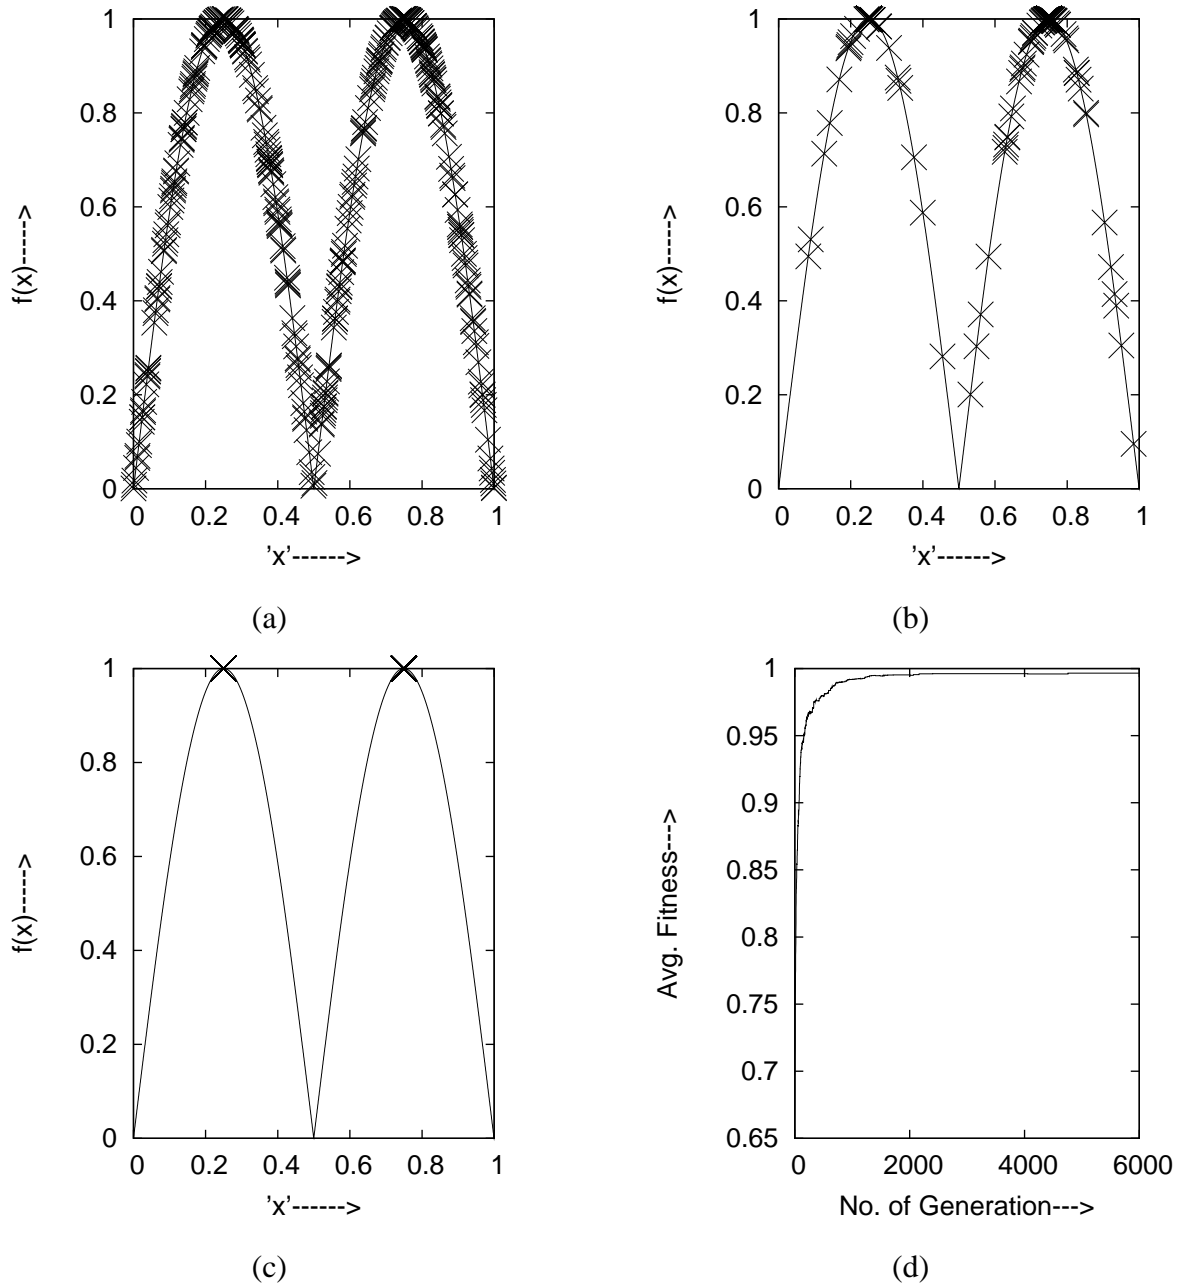 1
0.8
0.6
0.4
0.2
0
0 0.2 0.4 0.6 0.8 1
f(x)------>
’x’------>
(a)
1
0.8
0.6
0.4
0.2
0
0 0.2 0.4 0.6 0.8 1
f(x)------>
’x’------>
(b)
1
0.8
0.6
0.4
0.2
0
0 0.2 0.4 0.6 0.8 1
f(x)------>
’x’------>
(c)
1
0.95
0.9
0.85
0.8
0.75
0.7
0.65
0 2000 4000 6000
Avg. Fitness--->
No. of Generation--->
(d)